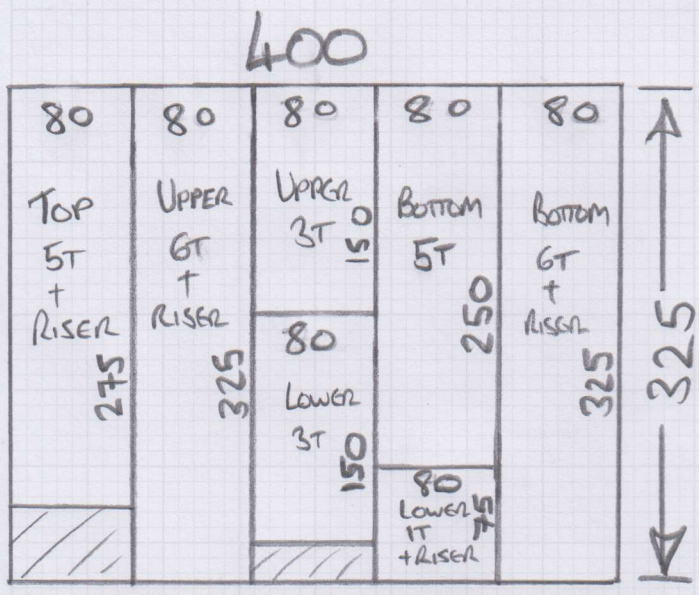 400
80
TOP
5T
+
RISER
275
80
UPPER
6T
+
RISER
325
80
UPPER
3T
150
80
LOWER
3T
150
80
BOTTOM
5T
250
80
LOWER
1T
+RISER
75
80
BOTTOM
6T
+
RISER
325
325